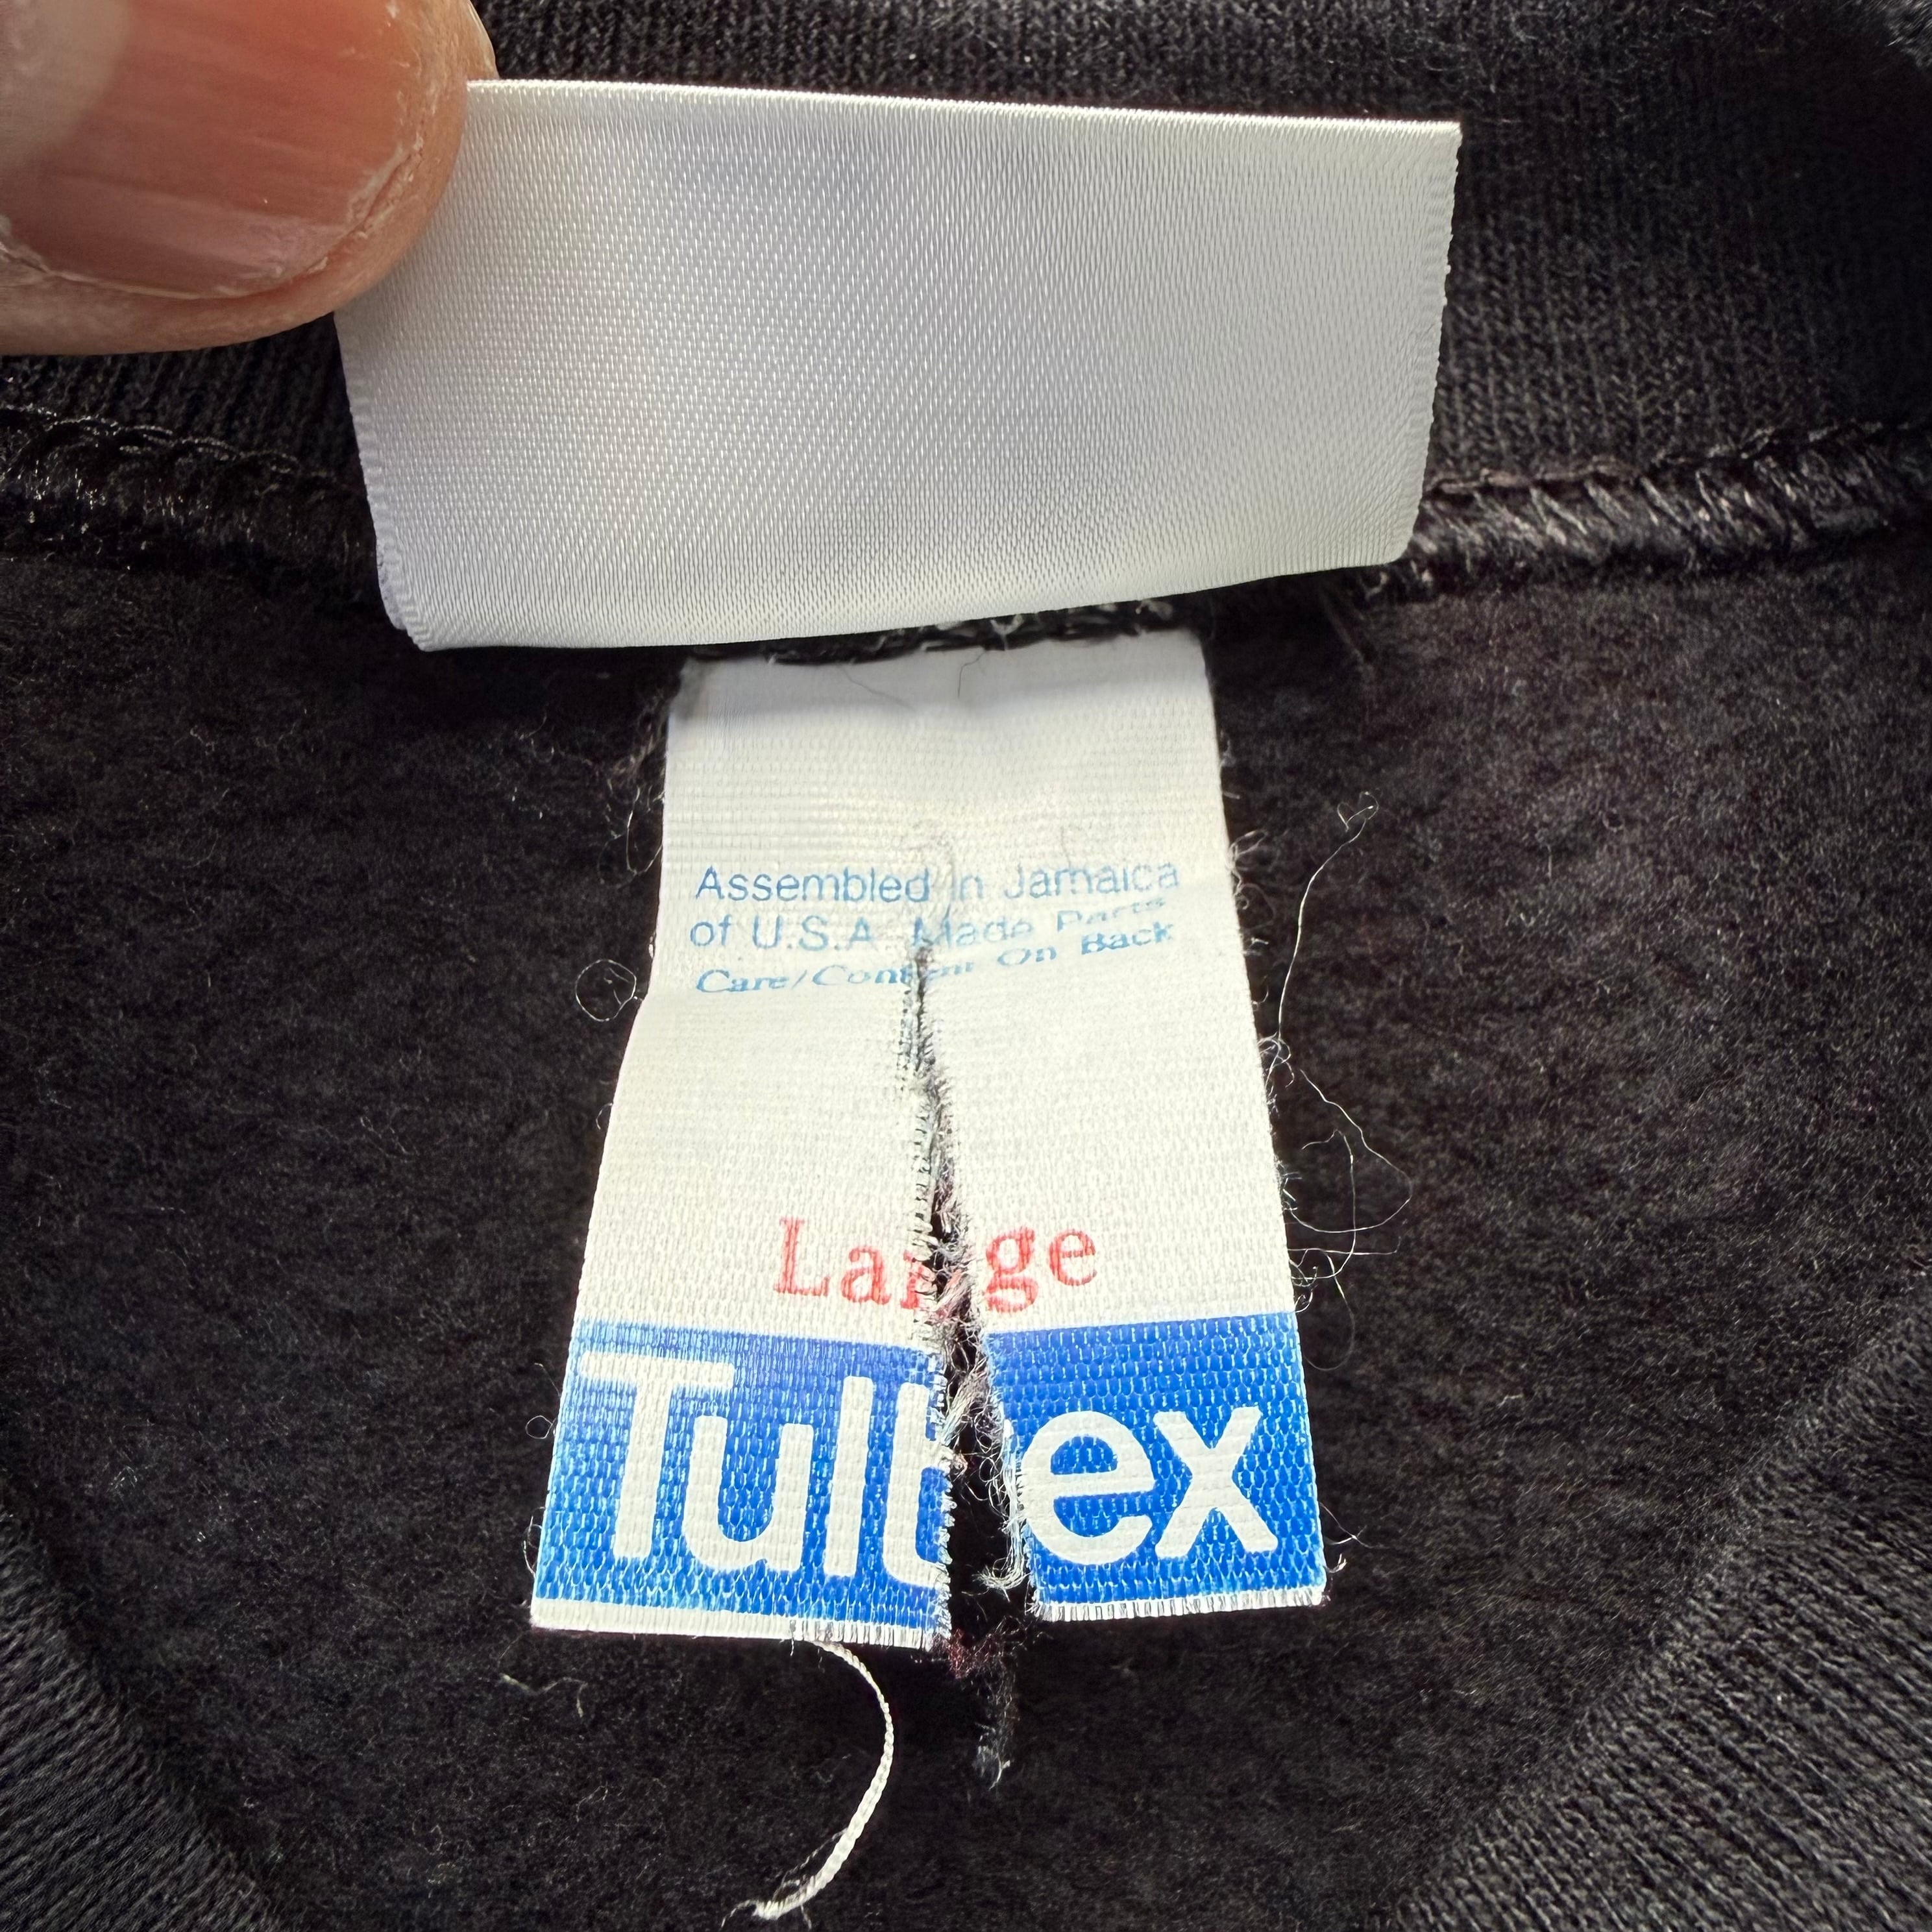 Assembled in Jamaica
of U.S.A. Made Parts
Care/Content On Back
Large
Tultex